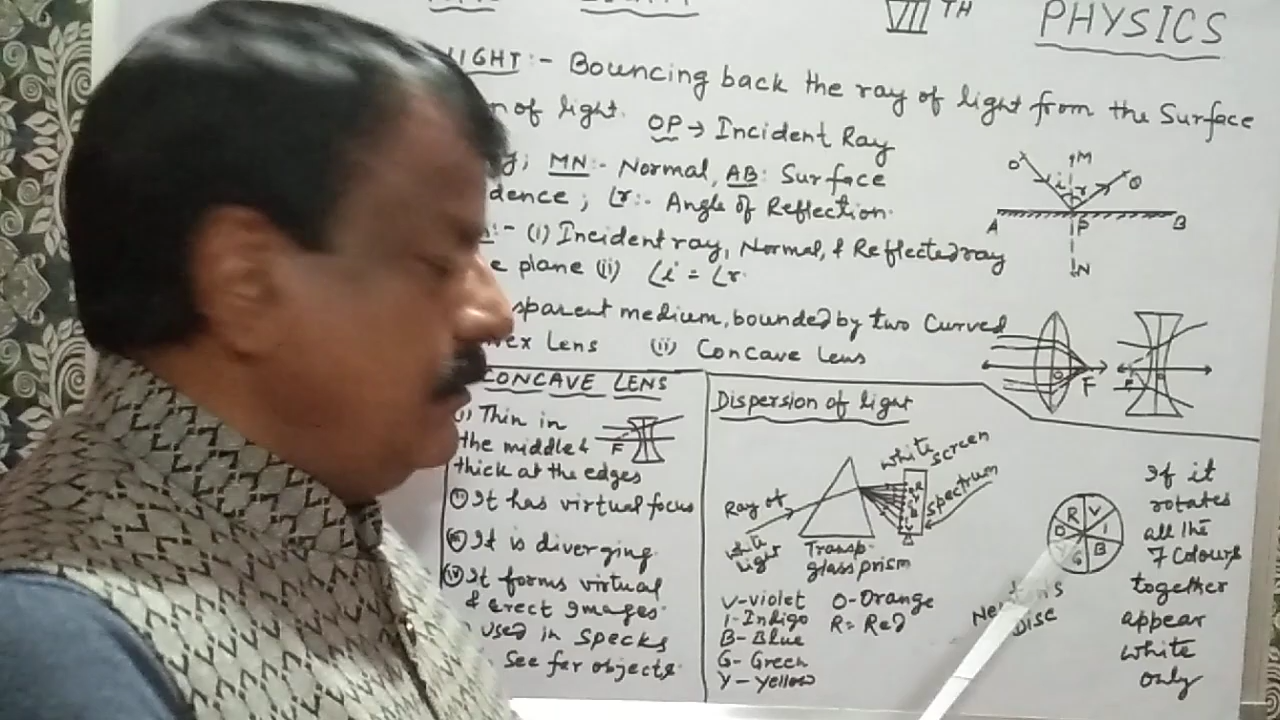 VII TH PHYSICS
LIGHT :- Bouncing back the ray of light from the Surface
of light. OP → Incident Ray
MN :- Normal, AB : Surface
dence ; ∠r :- Angle of Reflection.
:- (i) Incident ray, Normal, & Reflected ray
e plane (ii) ∠i = ∠r.
O M Q
i r
A P B
N
sparent medium, bounded by two Curved
vex Lens (ii) Concave Lens
O F F
CONCAVE LENS
(i) Thin in
the middle &
thick at the edges
F
It has virtual focus
It is diverging.
(iv) It forms virtual
& erect Images.
used in Specks
See far objects.
Dispersion of light
white screen
spectrum
Ray of
white light
Transp.
glass prism
V-Violet O-Orange
I-Indigo R= Red
B-Blue
G-Green
Y-Yellow
R V
O I
G B
Disc
If it
rotates
all the
7 Colours
together
appear
white
only